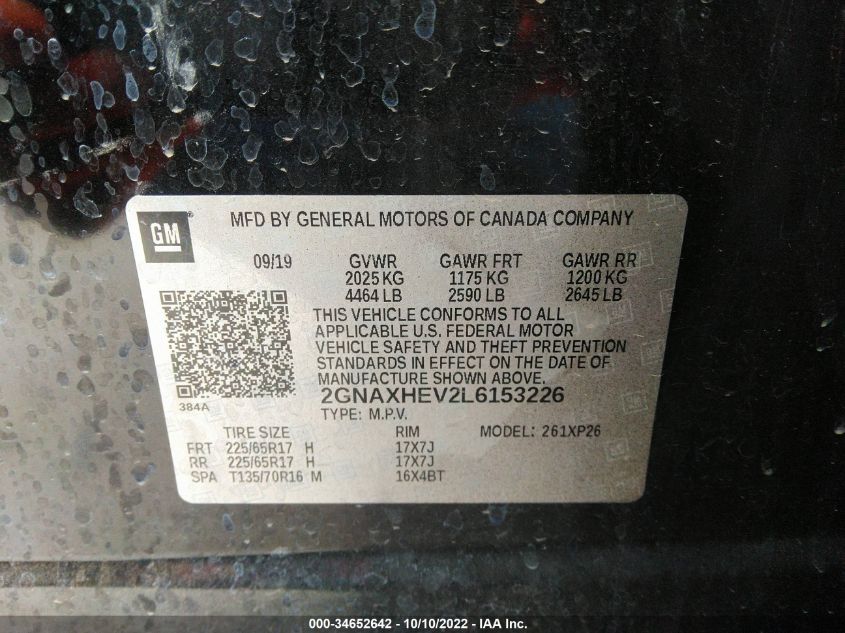 GM
®
MFD BY GENERAL MOTORS OF CANADA COMPANY
09/19 GVWR GAWR FRT GAWR RR
2025 KG 1175 KG 1200 KG
4464 LB 2590 LB 2645 LB
THIS VEHICLE CONFORMS TO ALL
APPLICABLE U.S. FEDERAL MOTOR
VEHICLE SAFETY AND THEFT PREVENTION
STANDARDS IN EFFECT ON THE DATE OF
MANUFACTURE SHOWN ABOVE.
384A 2GNAXHEV2L6153226
TYPE: M.P.V.
TIRE SIZE RIM MODEL: 261XP26
FRT 225/65R17 H 17X7J
RR 225/65R17 H 17X7J
SPA T135/70R16 M 16X4BT
000-34652642 - 10/10/2022 - IAA Inc.